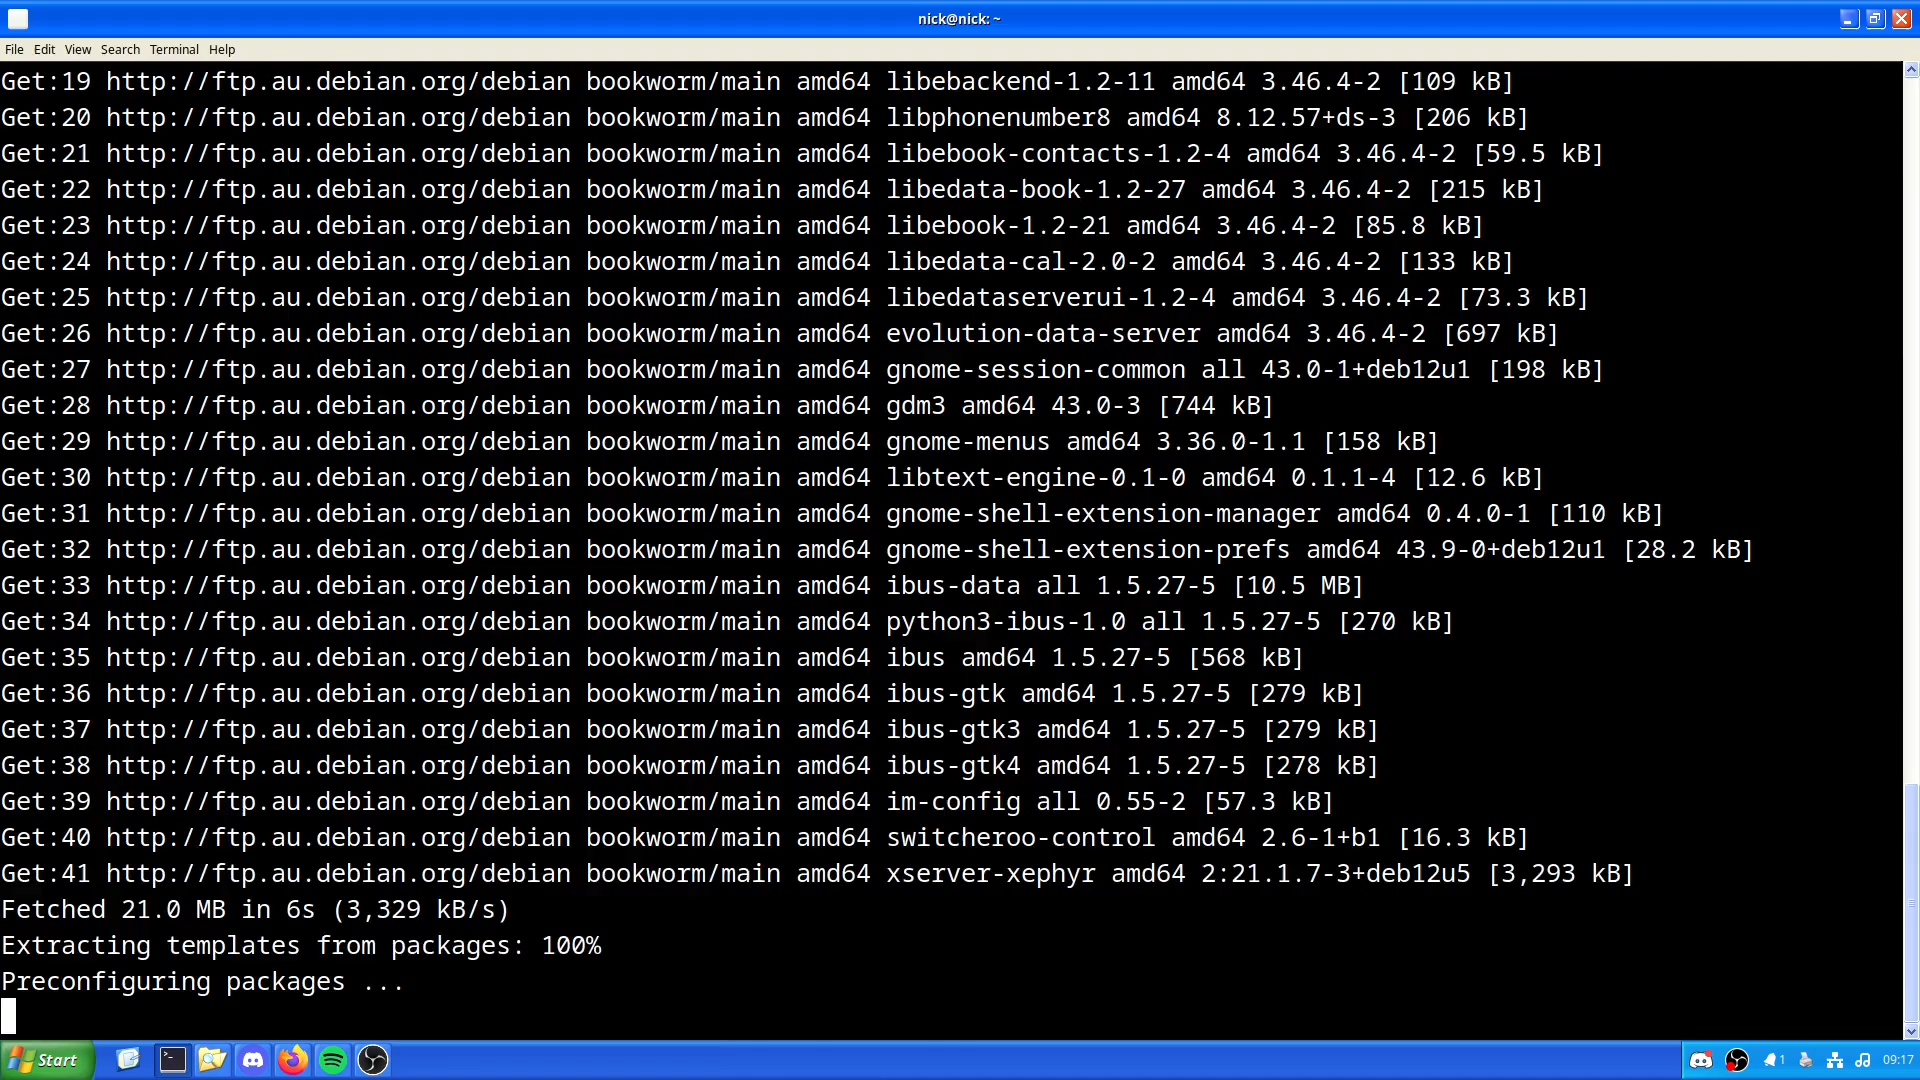 nick@nick: ~
File Edit View Search Terminal Help
Get:19 http://ftp.au.debian.org/debian bookworm/main amd64 libebackend-1.2-11 amd64 3.46.4-2 [109 kB]
Get:20 http://ftp.au.debian.org/debian bookworm/main amd64 libphonenumber8 amd64 8.12.57+ds-3 [206 kB]
Get:21 http://ftp.au.debian.org/debian bookworm/main amd64 libebook-contacts-1.2-4 amd64 3.46.4-2 [59.5 kB]
Get:22 http://ftp.au.debian.org/debian bookworm/main amd64 libedata-book-1.2-27 amd64 3.46.4-2 [215 kB]
Get:23 http://ftp.au.debian.org/debian bookworm/main amd64 libebook-1.2-21 amd64 3.46.4-2 [85.8 kB]
Get:24 http://ftp.au.debian.org/debian bookworm/main amd64 libedata-cal-2.0-2 amd64 3.46.4-2 [133 kB]
Get:25 http://ftp.au.debian.org/debian bookworm/main amd64 libedataserverui-1.2-4 amd64 3.46.4-2 [73.3 kB]
Get:26 http://ftp.au.debian.org/debian bookworm/main amd64 evolution-data-server amd64 3.46.4-2 [697 kB]
Get:27 http://ftp.au.debian.org/debian bookworm/main amd64 gnome-session-common all 43.0-1+deb12u1 [198 kB]
Get:28 http://ftp.au.debian.org/debian bookworm/main amd64 gdm3 amd64 43.0-3 [744 kB]
Get:29 http://ftp.au.debian.org/debian bookworm/main amd64 gnome-menus amd64 3.36.0-1.1 [158 kB]
Get:30 http://ftp.au.debian.org/debian bookworm/main amd64 libtext-engine-0.1-0 amd64 0.1.1-4 [12.6 kB]
Get:31 http://ftp.au.debian.org/debian bookworm/main amd64 gnome-shell-extension-manager amd64 0.4.0-1 [110 kB]
Get:32 http://ftp.au.debian.org/debian bookworm/main amd64 gnome-shell-extension-prefs amd64 43.9-0+deb12u1 [28.2 kB]
Get:33 http://ftp.au.debian.org/debian bookworm/main amd64 ibus-data all 1.5.27-5 [10.5 MB]
Get:34 http://ftp.au.debian.org/debian bookworm/main amd64 python3-ibus-1.0 all 1.5.27-5 [270 kB]
Get:35 http://ftp.au.debian.org/debian bookworm/main amd64 ibus amd64 1.5.27-5 [568 kB]
Get:36 http://ftp.au.debian.org/debian bookworm/main amd64 ibus-gtk amd64 1.5.27-5 [279 kB]
Get:37 http://ftp.au.debian.org/debian bookworm/main amd64 ibus-gtk3 amd64 1.5.27-5 [279 kB]
Get:38 http://ftp.au.debian.org/debian bookworm/main amd64 ibus-gtk4 amd64 1.5.27-5 [278 kB]
Get:39 http://ftp.au.debian.org/debian bookworm/main amd64 im-config all 0.55-2 [57.3 kB]
Get:40 http://ftp.au.debian.org/debian bookworm/main amd64 switcheroo-control amd64 2.6-1+b1 [16.3 kB]
Get:41 http://ftp.au.debian.org/debian bookworm/main amd64 xserver-xephyr amd64 2:21.1.7-3+deb12u5 [3,293 kB]
Fetched 21.0 MB in 6s (3,329 kB/s)
Extracting templates from packages: 100%
Preconfiguring packages ...
Start 1 09:17